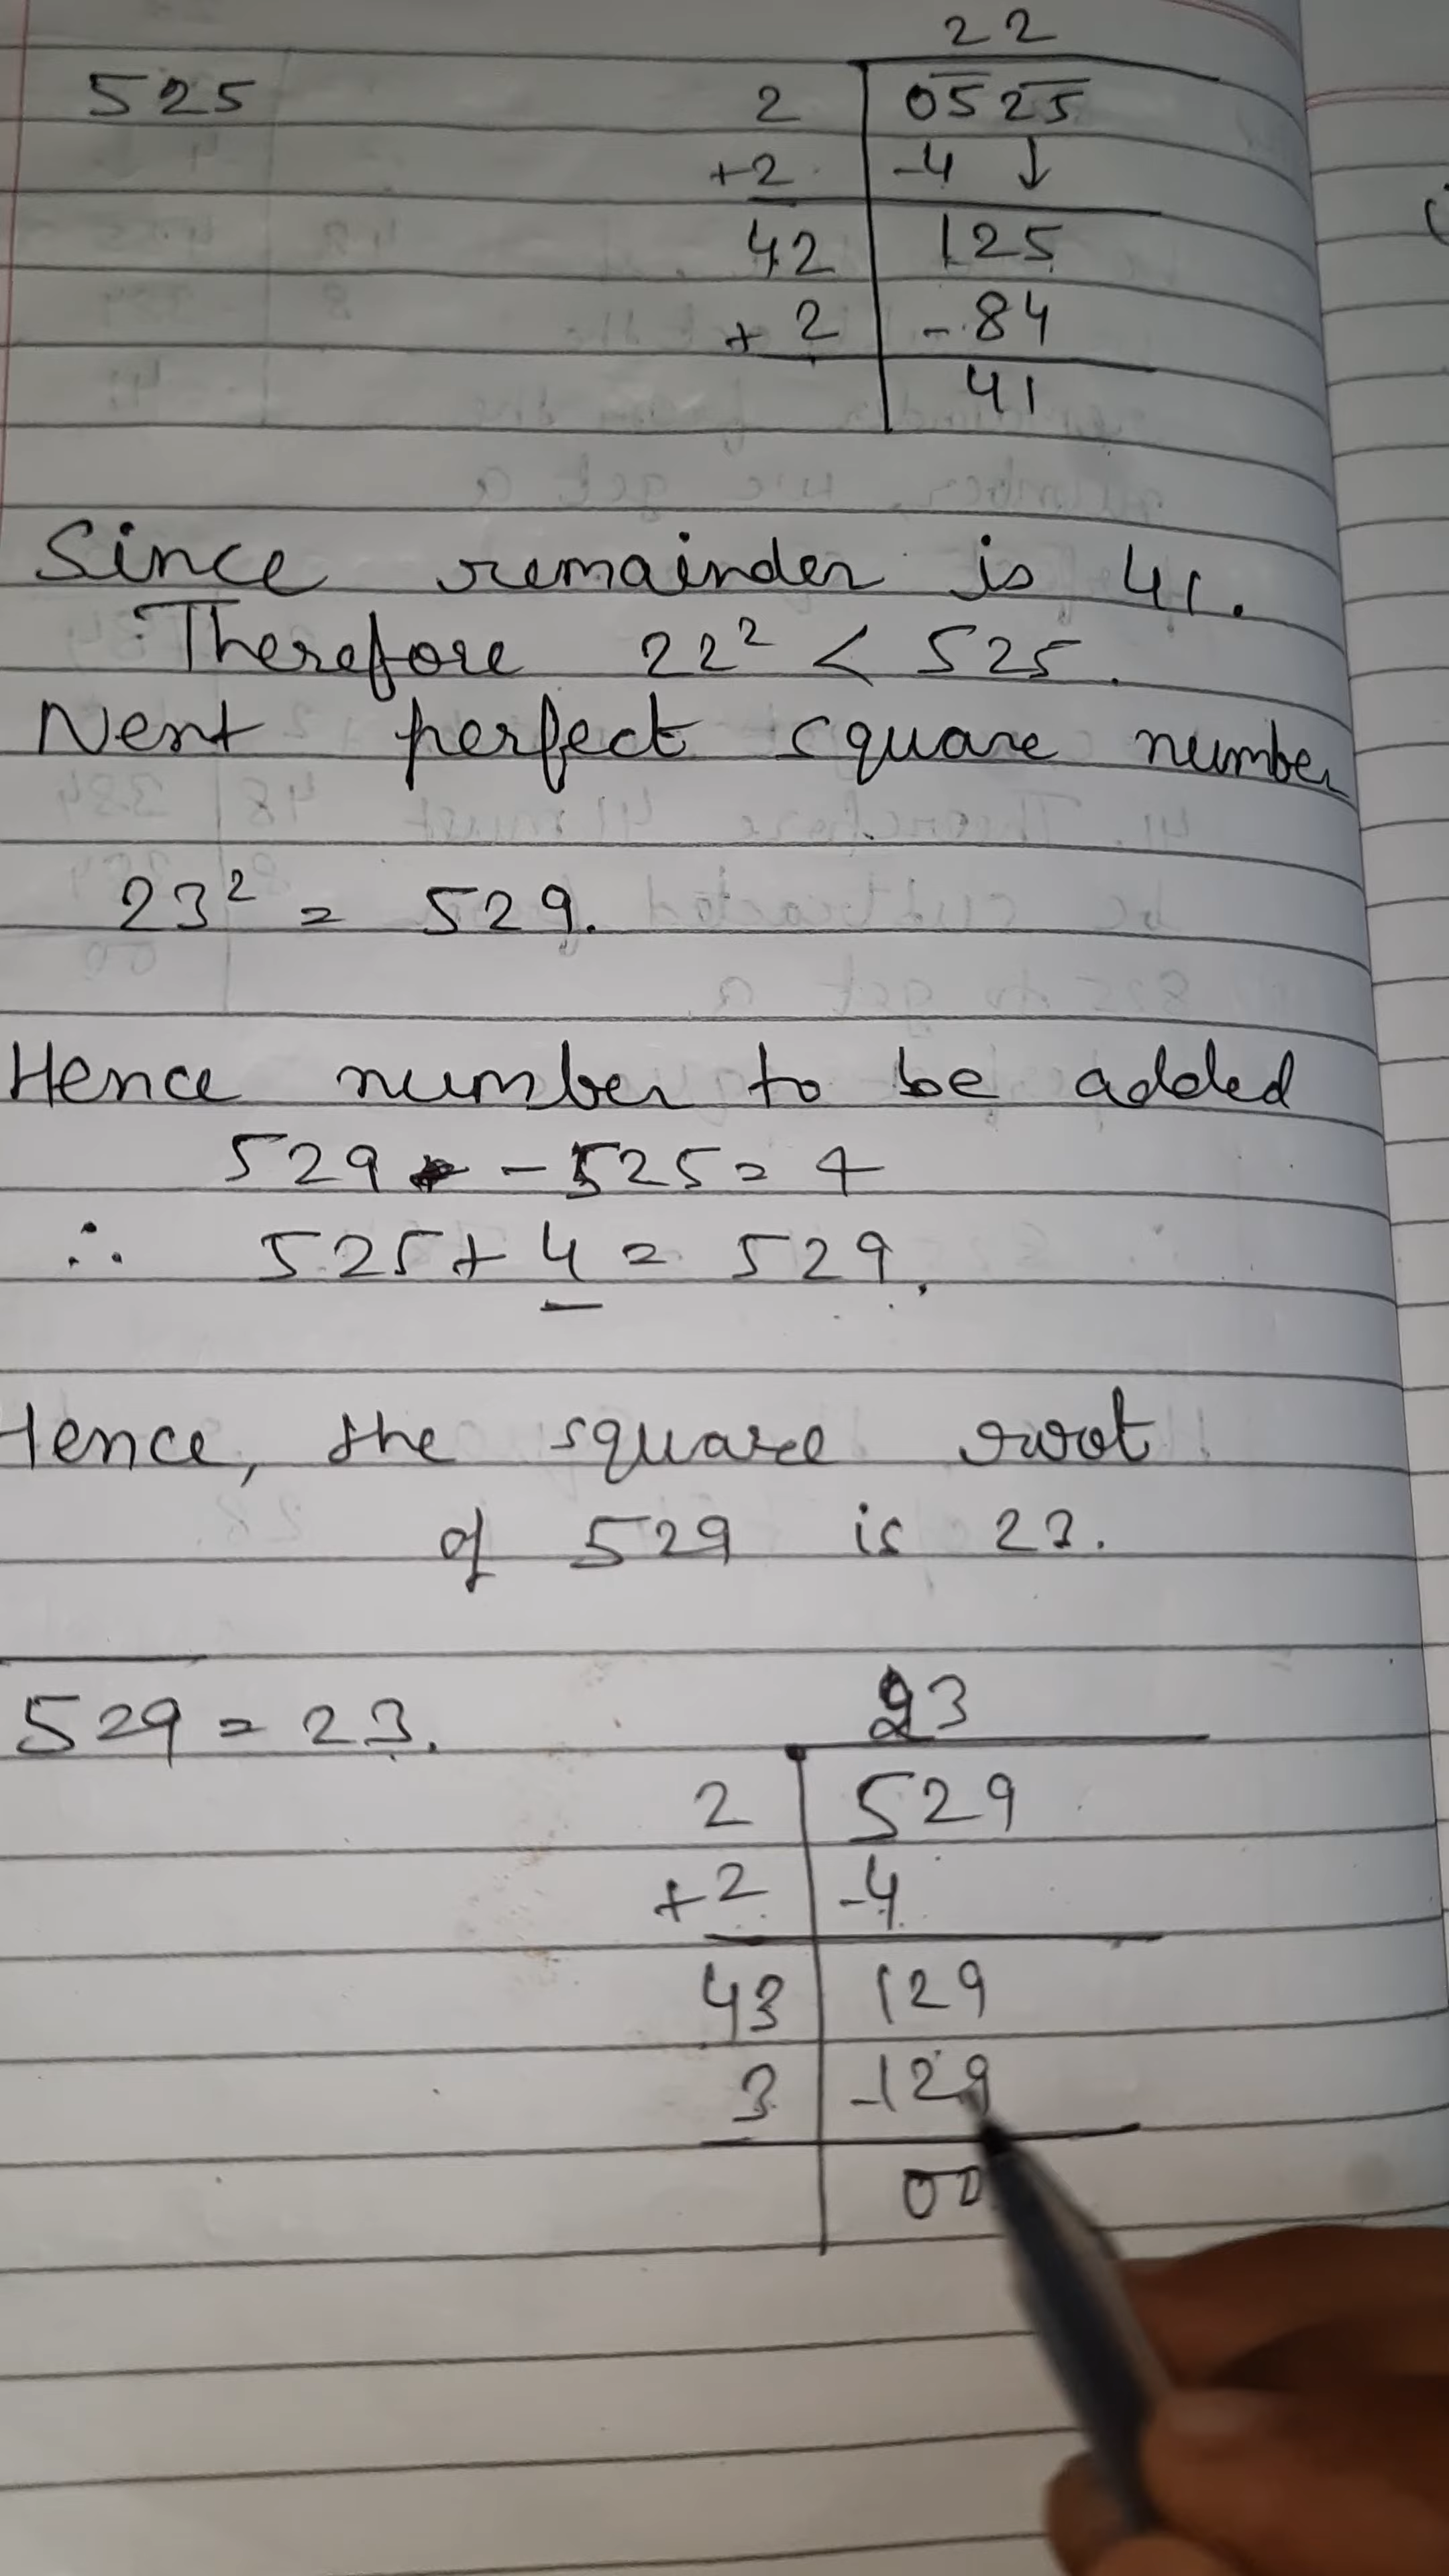 22
525 2 0525
+2 -4 ↓
42 125
+ 2 - 84
41
Since remainder is 41.
Therefore 22² < 525.
Next perfect square number
23² = 529.
Hence number to be added
529 - 525 = 4
∴ 525 + 4 = 529.
Hence, the square root
of 529 is 23.
529 = 23. 23
2 529
+2 -4
43 129
3 -129
00